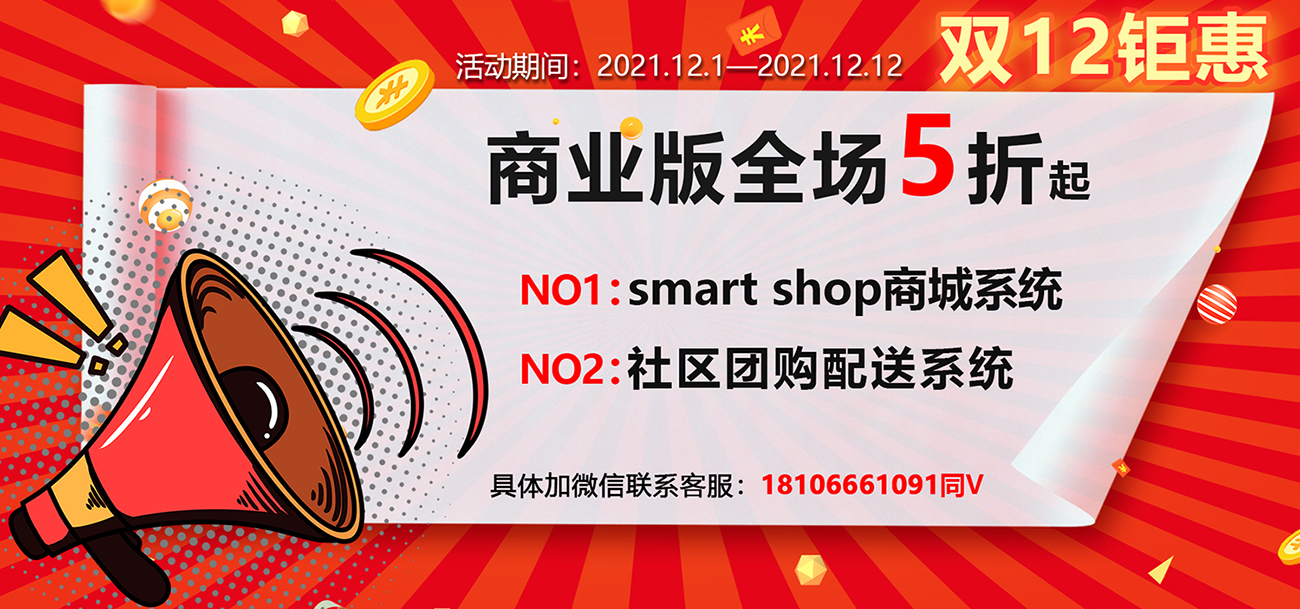 双12钜惠
活动期间：2021.12.1—2021.12.12
商业版全场5折起
NO1:smart shop商城系统
NO2:社区团购配送系统
具体加微信联系客服：18106661091同V